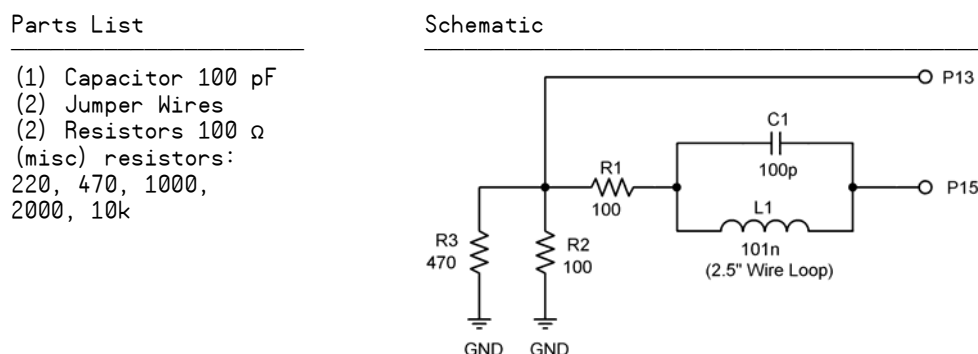 Parts List
(1) Capacitor 100 pF
(2) Jumper Wires
(2) Resistors 100 Ω
(misc) resistors:
220, 470, 1000,
2000, 10k
Schematic
P13
C1
100p
R1
100
P15
L1
101n
(2.5" Wire Loop)
R3
470
R2
100
GND
GND